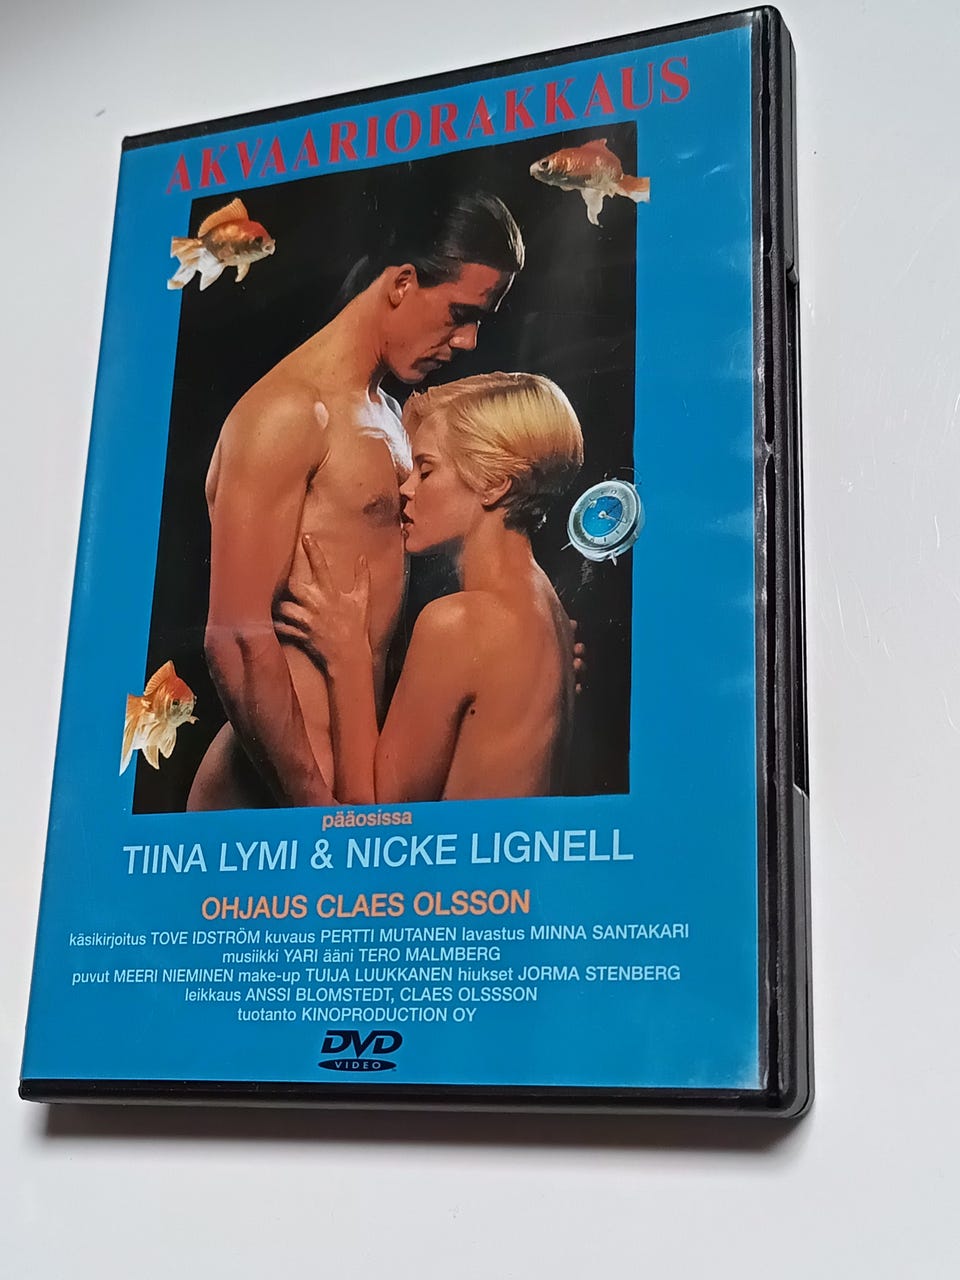 AKVAARIORAKKAUS
pääosissa
TIINA LYMI & NICKE LIGNELL
OHJAUS CLAES OLSSON
käsikirjoitus TOVE IDSTRÖM kuvaus PERTTI MUTANEN lavastus MINNA SANTAKARI
musiikki YARI ääni TERO MALMBERG
puvut MEERI NIEMINEN make-up TUIJA LUUKKANEN hiukset JORMA STENBERG
leikkaus ANSSI BLOMSTEDT, CLAES OLSSSON
tuotanto KINOPRODUCTION OY
DVD
VIDEO